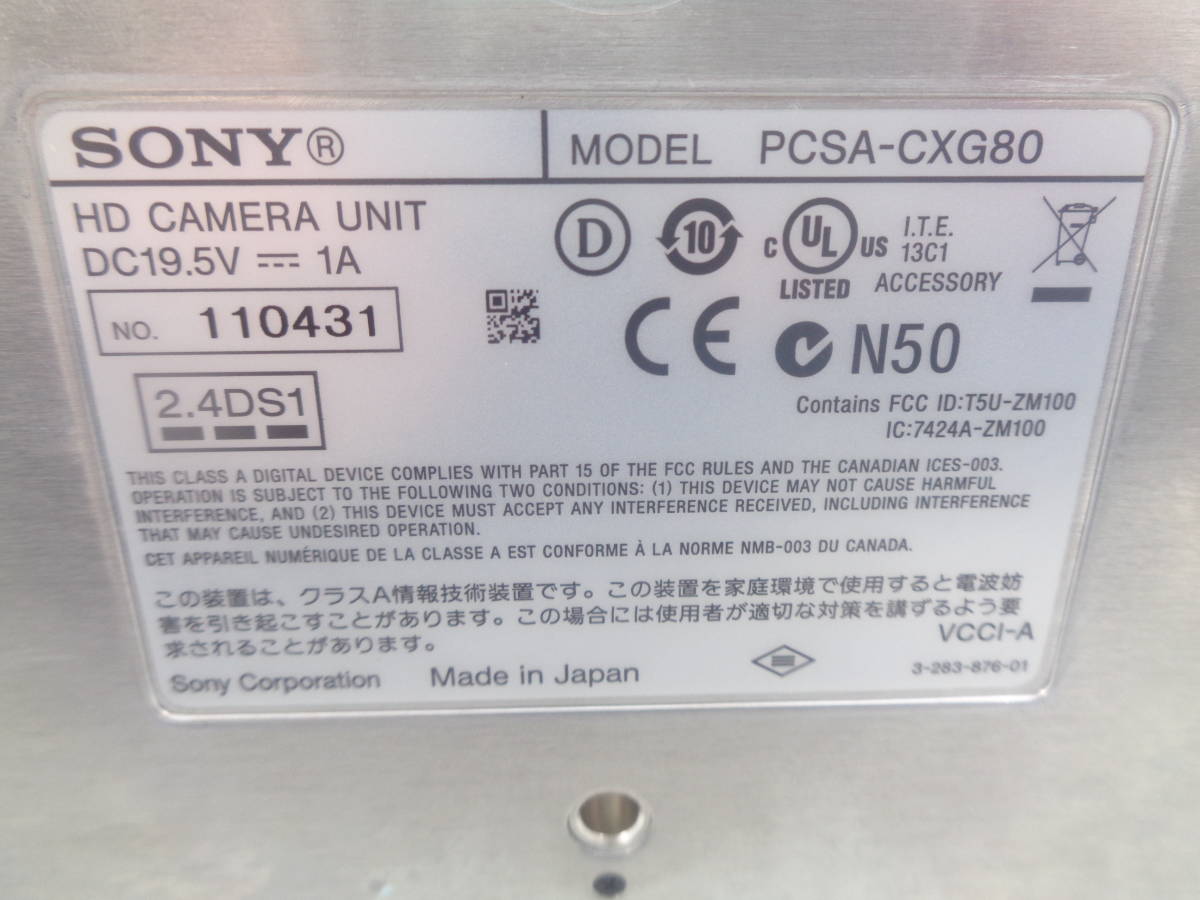 SONY®
MODEL PCSA-CXG80
HD CAMERA UNIT
DC19.5V ⎓ 1A
NO. 110431
2.4DS1
D
10
C UL US
LISTED
I.T.E.
13C1
ACCESSORY
CE N50
Contains FCC ID:T5U-ZM100
IC:7424A-ZM100
THIS CLASS A DIGITAL DEVICE COMPLIES WITH PART 15 OF THE FCC RULES AND THE CANADIAN ICES-003.
OPERATION IS SUBJECT TO THE FOLLOWING TWO CONDITIONS: (1) THIS DEVICE MAY NOT CAUSE HARMFUL
INTERFERENCE, AND (2) THIS DEVICE MUST ACCEPT ANY INTERFERENCE RECEIVED, INCLUDING INTERFERENCE
THAT MAY CAUSE UNDESIRED OPERATION.
CET APPAREIL NUMÉRIQUE DE LA CLASSE A EST CONFORME À LA NORME NMB-003 DU CANADA.
この装置は、クラスA情報技術装置です。この装置を家庭環境で使用すると電波妨
害を引き起こすことがあります。この場合には使用者が適切な対策を講ずるよう要
求されることがあります。
VCCI-A
Sony Corporation Made in Japan
3-283-876-01